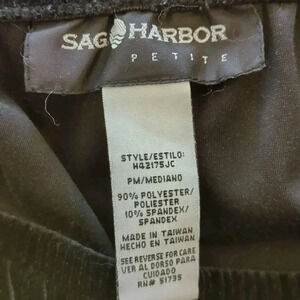 SAG HARBOR
PETITE
STYLE/ESTILO:
H42175JC
PM/MEDIANO
90% POLYESTER/
POLIESTER
10% SPANDEX/
SPANDEX
MADE IN TAIWAN
HECHO EN TAIWAN
SEE REVERSE FOR CARE
VER AL DORSO PARA
CUIDADO
RN# 51735